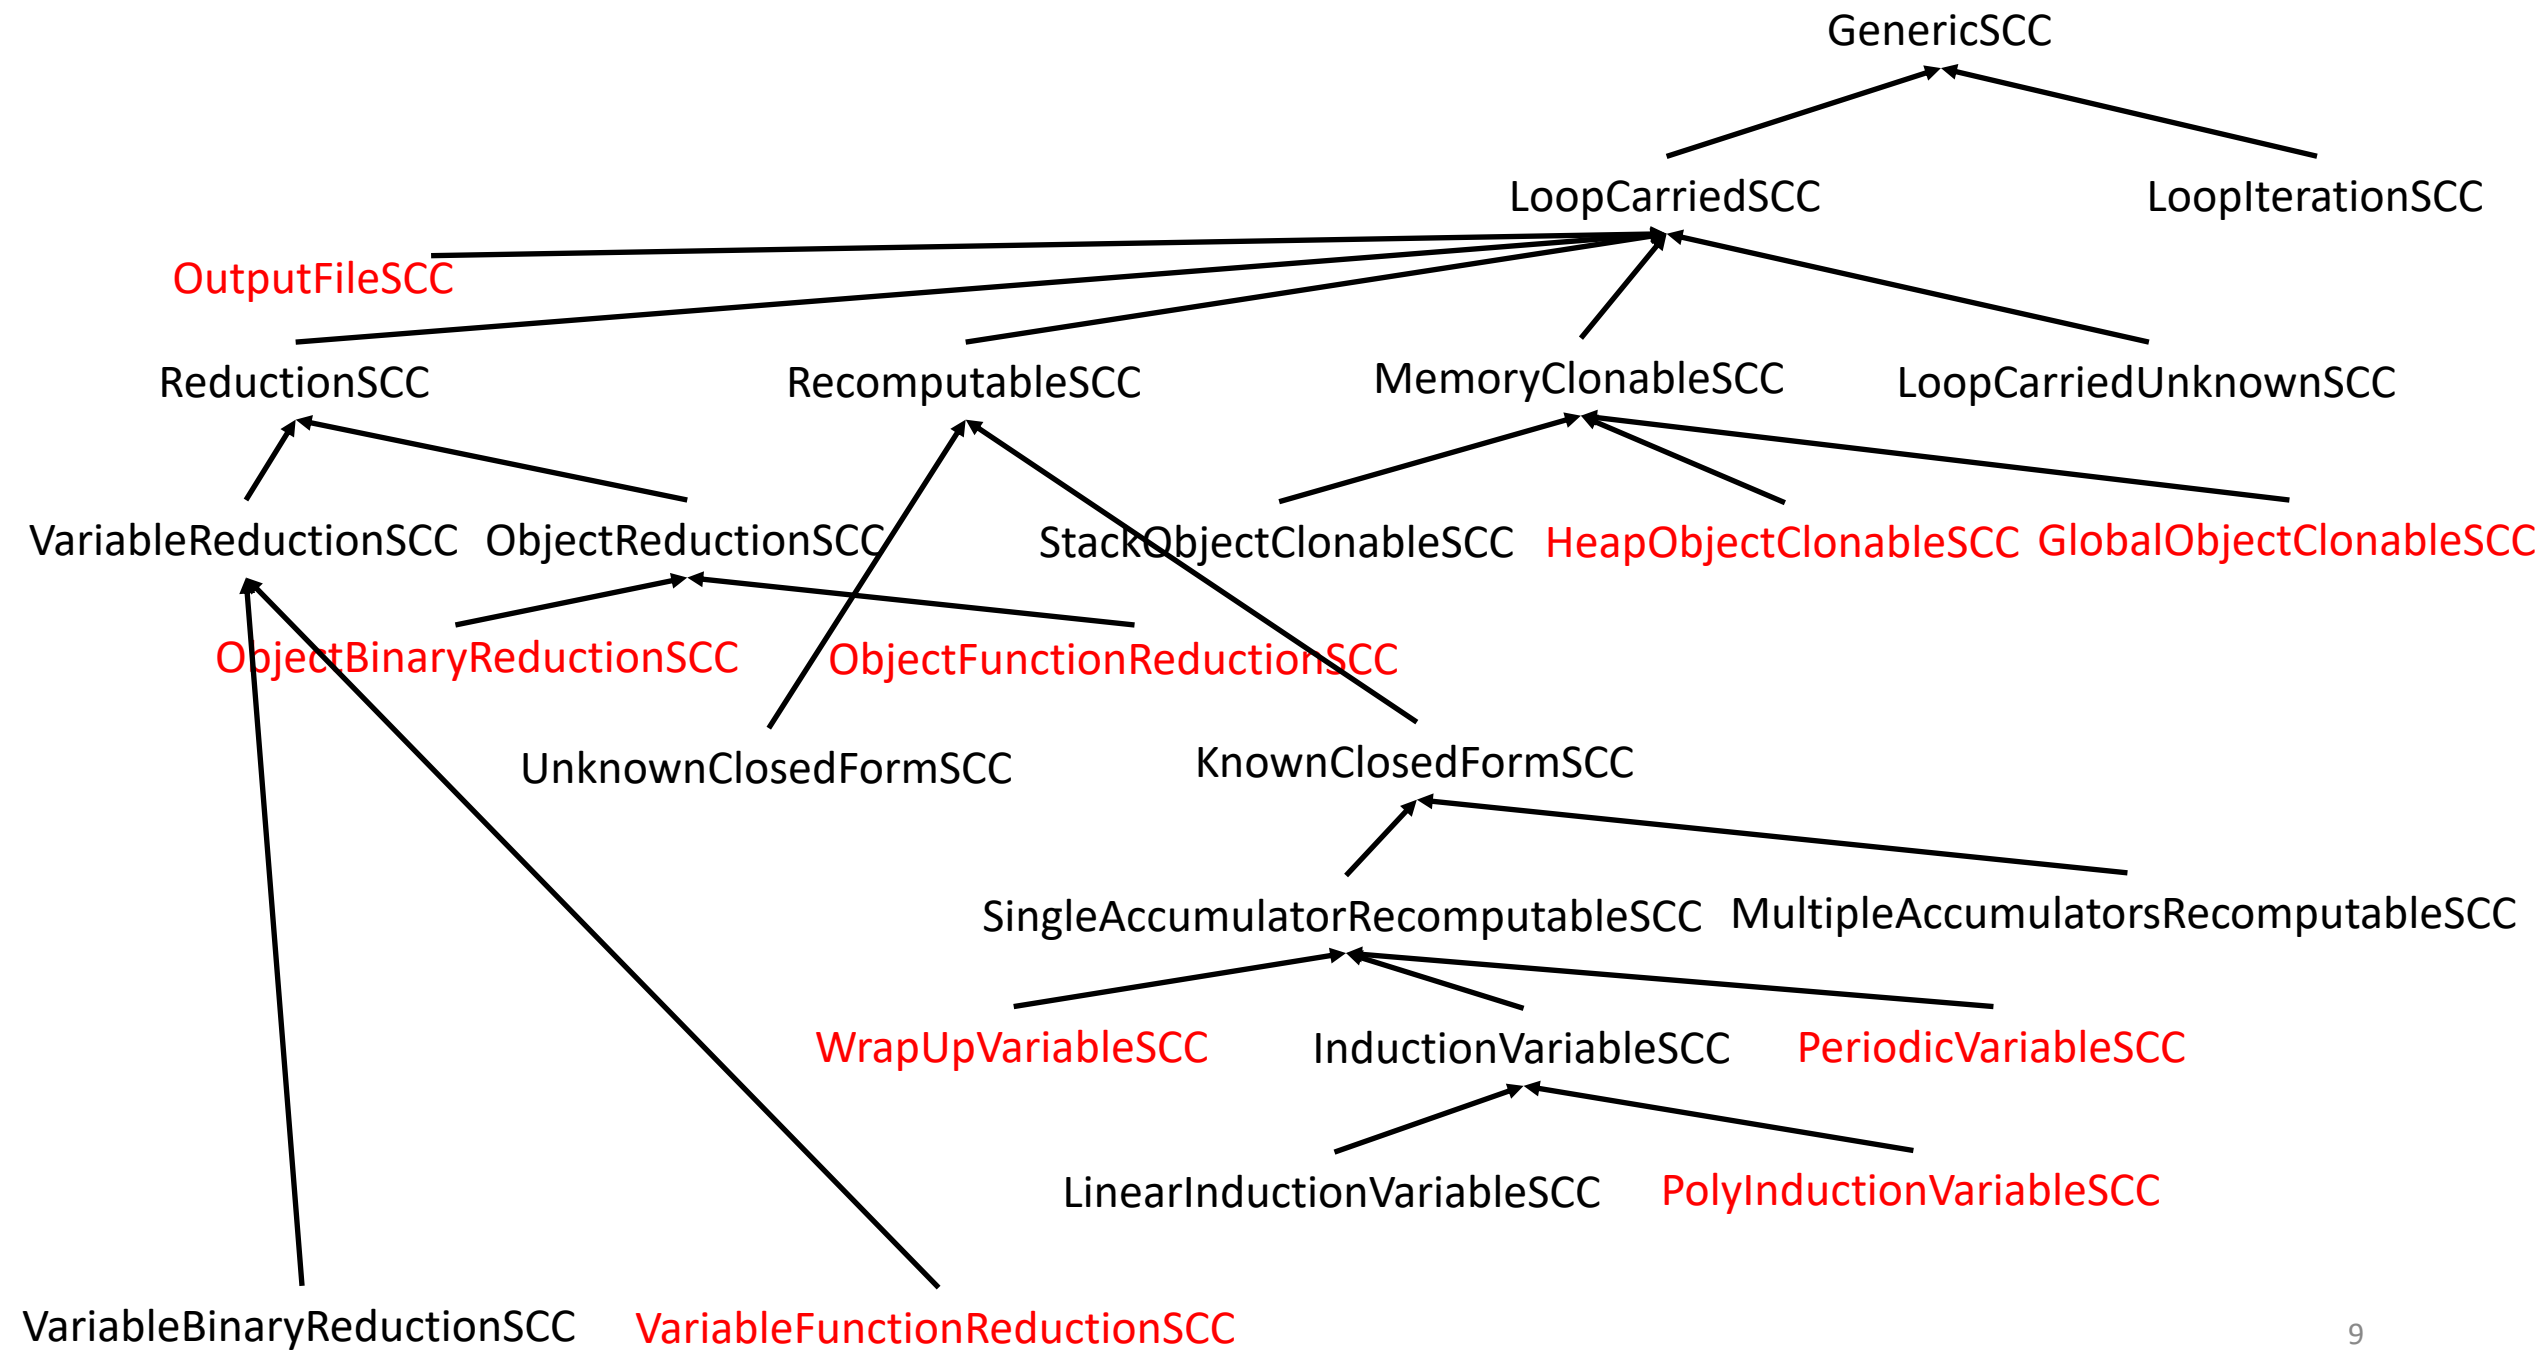 GenericSCC
LoopCarriedSCC LoopIterationSCC
OutputFileSCC
ReductionSCC RecomputableSCC MemoryClonableSCC LoopCarriedUnknownSCC
VariableReductionSCC ObjectReductionSCC StackObjectClonableSCC HeapObjectClonableSCC GlobalObjectClonableSCC
ObjectBinaryReductionSCC ObjectFunctionReductionSCC
UnknownClosedFormSCC KnownClosedFormSCC
SingleAccumulatorRecomputableSCC MultipleAccumulatorsRecomputableSCC
WrapUpVariableSCC InductionVariableSCC PeriodicVariableSCC
LinearInductionVariableSCC PolyInductionVariableSCC
VariableBinaryReductionSCC VariableFunctionReductionSCC
9